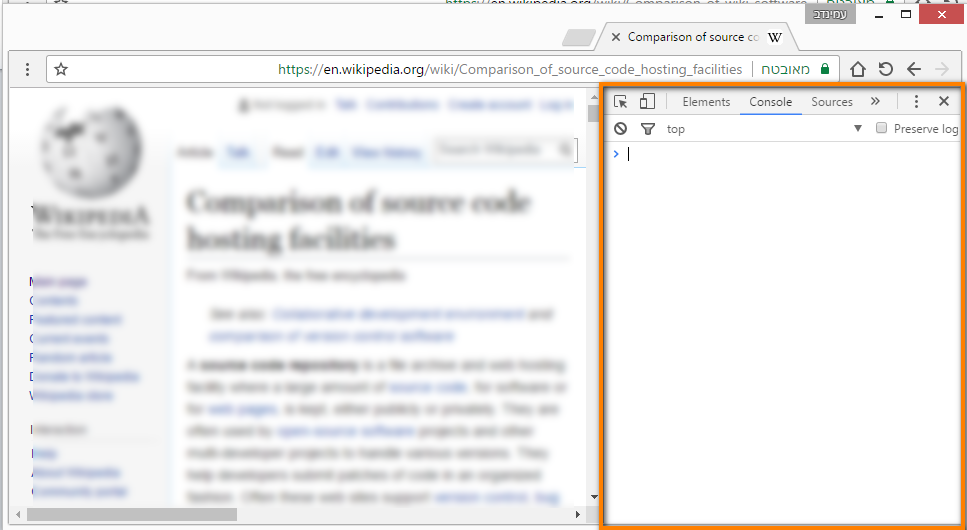 https://en.wikipedia.org/wiki/Comparison_of_wiki_software
עמינדב
Comparison of source co
W
https://en.wikipedia.org/wiki/Comparison_of_source_code_hosting_facilities
מאובטח
Elements Console Sources »
top
Preserve log
>
Not logged in Talk Contributions Create account Log in
Article Talk Read Edit View history Search Wikipedia
WIKIPEDIA
The Free Encyclopedia
Comparison of source code
hosting facilities
From Wikipedia, the free encyclopedia
Main page
Contents
Featured content
Current events
Random article
Donate to Wikipedia
Wikipedia store
Interaction
Help
About Wikipedia
Community portal
See also: Collaborative development environment and
comparison of version control software
A source code repository is a file archive and web hosting
facility where a large amount of source code, for software or
for web pages, is kept, either publicly or privately. They are
often used by open-source software projects and other
multi-developer projects to handle various versions. They
help developers submit patches of code in an organized
fashion. Often these web sites support version control, bug